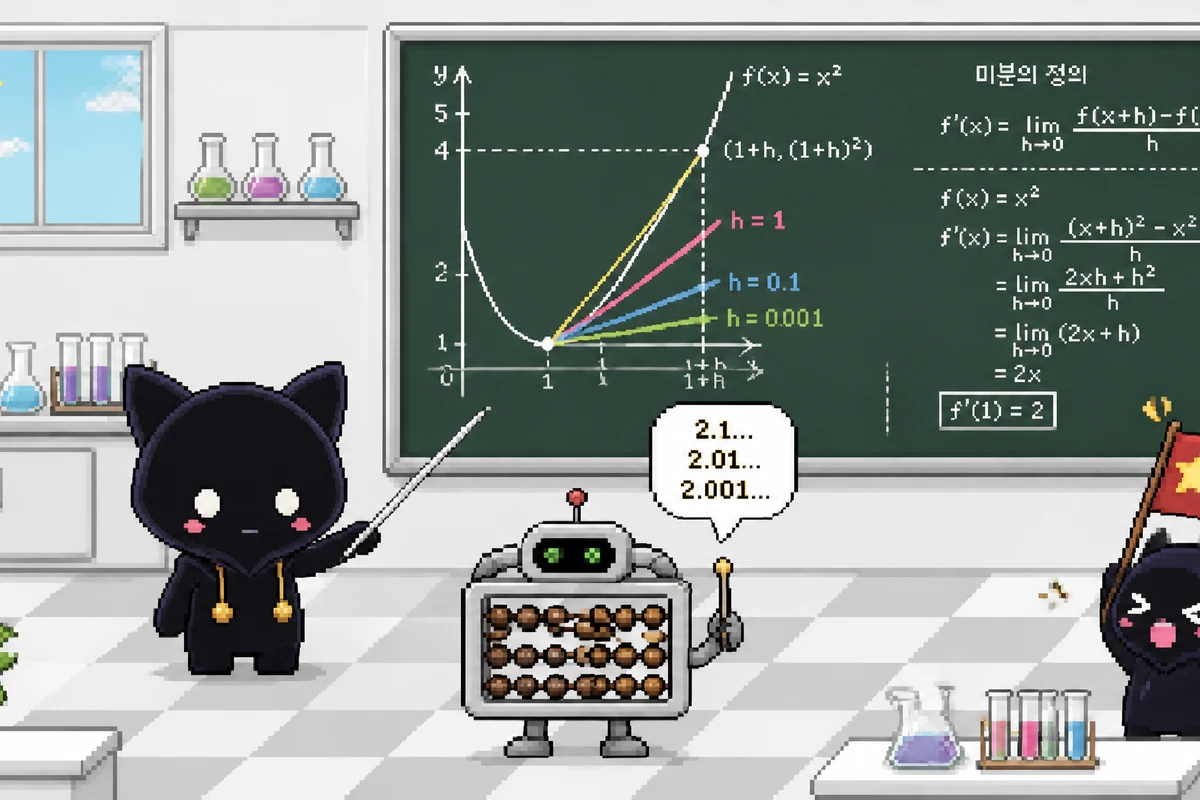 y
f(x) = x²
5
4
(1+h, (1+h)²)
h = 1
2
h = 0.1
h = 0.001
1
0
1
1+h
x
1+h
미분의 정의
f'(x) = lim h→0 f(x+h)−f( h
f(x) = x²
f'(x) = lim h→0 (x+h)² − x² h
= lim h→0 2xh + h² h
= lim h→0 (2x + h)
= 2x
f'(1) = 2
2.1...
2.01...
2.001...